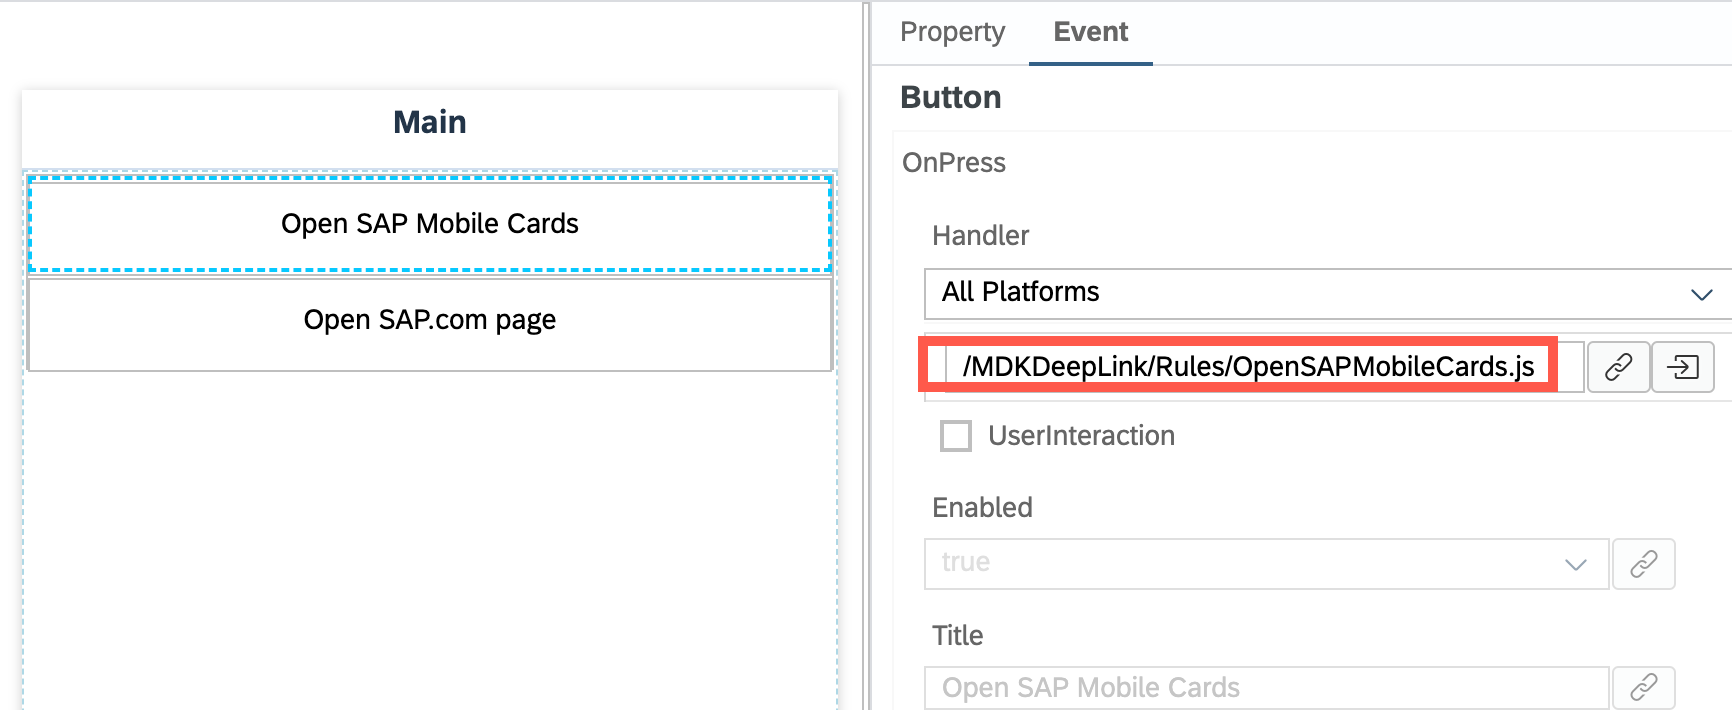 Main
Open SAP Mobile Cards
Open SAP.com page
Property Event
Button
OnPress
Handler
All Platforms
/MDKDeepLink/Rules/OpenSAPMobileCards.js
UserInteraction
Enabled
true
Title
Open SAP Mobile Cards